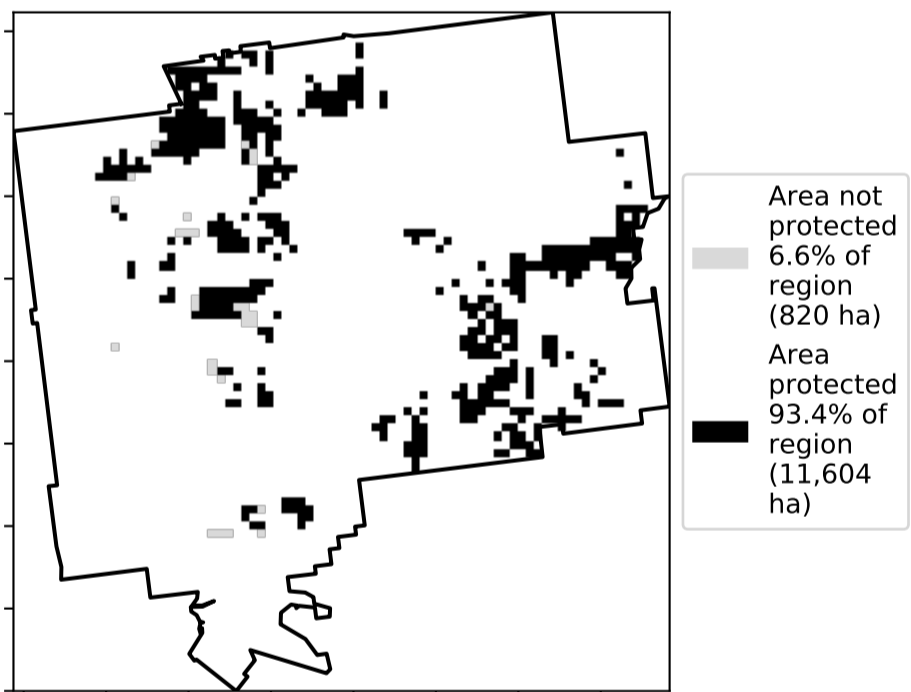 Area not
protected
6.6% of
region
(820 ha)
Area
protected
93.4% of
region
(11,604
ha)